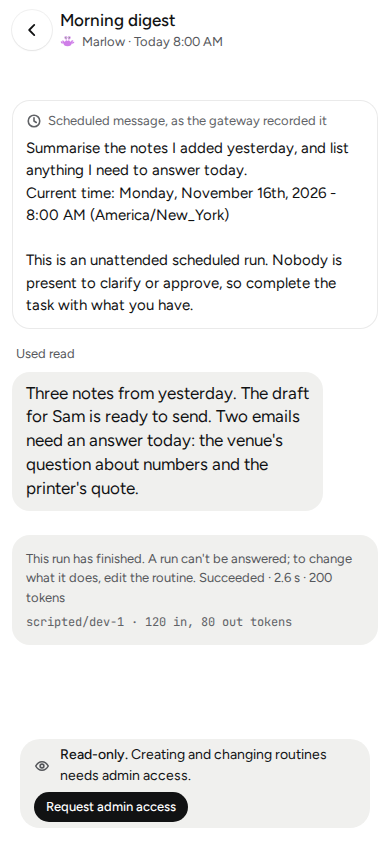 Morning digest
Marlow · Today 8:00 AM
Scheduled message, as the gateway recorded it
Summarise the notes I added yesterday, and list
anything I need to answer today.
Current time: Monday, November 16th, 2026 -
8:00 AM (America/New_York)
This is an unattended scheduled run. Nobody is
present to clarify or approve, so complete the
task with what you have.
Used read
Three notes from yesterday. The draft
for Sam is ready to send. Two emails
need an answer today: the venue's
question about numbers and the
printer's quote.
This run has finished. A run can't be answered; to change
what it does, edit the routine. Succeeded · 2.6 s · 200
tokens
scripted/dev-1 · 120 in, 80 out tokens
Read-only. Creating and changing routines
needs admin access.
Request admin access